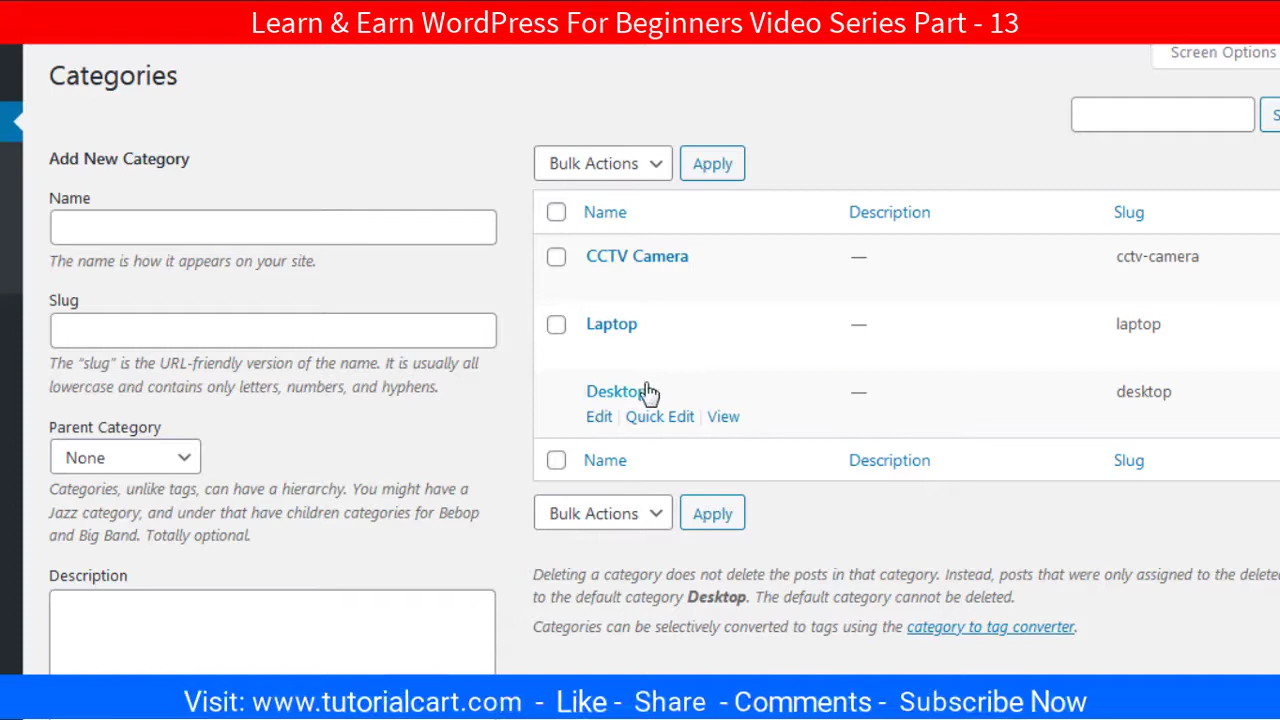 Learn & Earn WordPress For Beginners Video Series Part - 13
Screen Options
Categories
Add New Category
Name
The name is how it appears on your site.
Slug
The “slug” is the URL-friendly version of the name. It is usually all
lowercase and contains only letters, numbers, and hyphens.
Parent Category
None
Categories, unlike tags, can have a hierarchy. You might have a
Jazz category, and under that have children categories for Bebop
and Big Band. Totally optional.
Description
Bulk Actions Apply
Name Description Slug
CCTV Camera — cctv-camera
Laptop — laptop
Desktop — desktop
Edit | Quick Edit | View
Name Description Slug
Bulk Actions Apply
Deleting a category does not delete the posts in that category. Instead, posts that were only assigned to the
to the default category Desktop. The default category cannot be deleted.
Categories can be selectively converted to tags using the category to tag converter.
Visit: www.tutorialcart.com - Like - Share - Comments - Subscribe Now